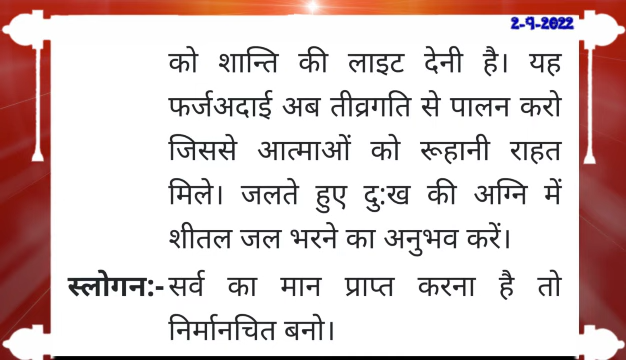 2-9-2022
को शान्ति की लाइट देनी है। यह
फर्जअदाई अब तीव्रगति से पालन करो
जिससे आत्माओं को रूहानी राहत
मिले। जलते हुए दु:ख की अग्नि में
शीतल जल भरने का अनुभव करें।
स्लोगन:- सर्व का मान प्राप्त करना है तो
निर्मानचित बनो।